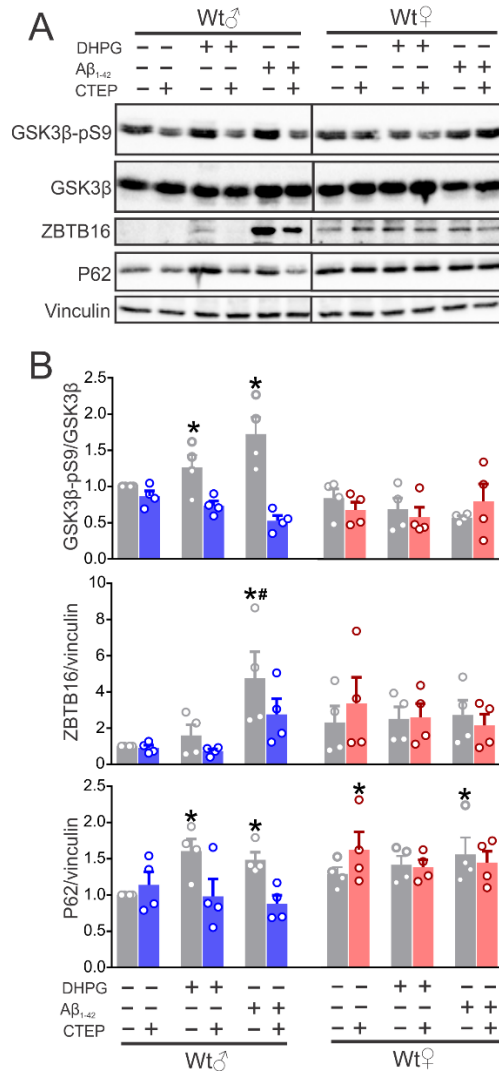 A
Wt♂ Wt♀
DHPG − − + + − − − − + + − −
Aβ1-42 − − − − + + − − − − + +
CTEP − + − + − + − + − + − +
GSK3β-pS9
GSK3β
ZBTB16
P62
Vinculin
B
GSK3β-pS9/GSK3β
2.5
2.0
1.5
1.0
0.5
0.0
* *
ZBTB16/vinculin
10
8
6
4
2
0
*#
P62/vinculin
2.5
2.0
1.5
1.0
0.5
0.0
* * * *
DHPG − − + + − − − − + + − −
Aβ1-42 − − − − + + − − − − + +
CTEP − + − + − + − + − + − +
Wt♂ Wt♀